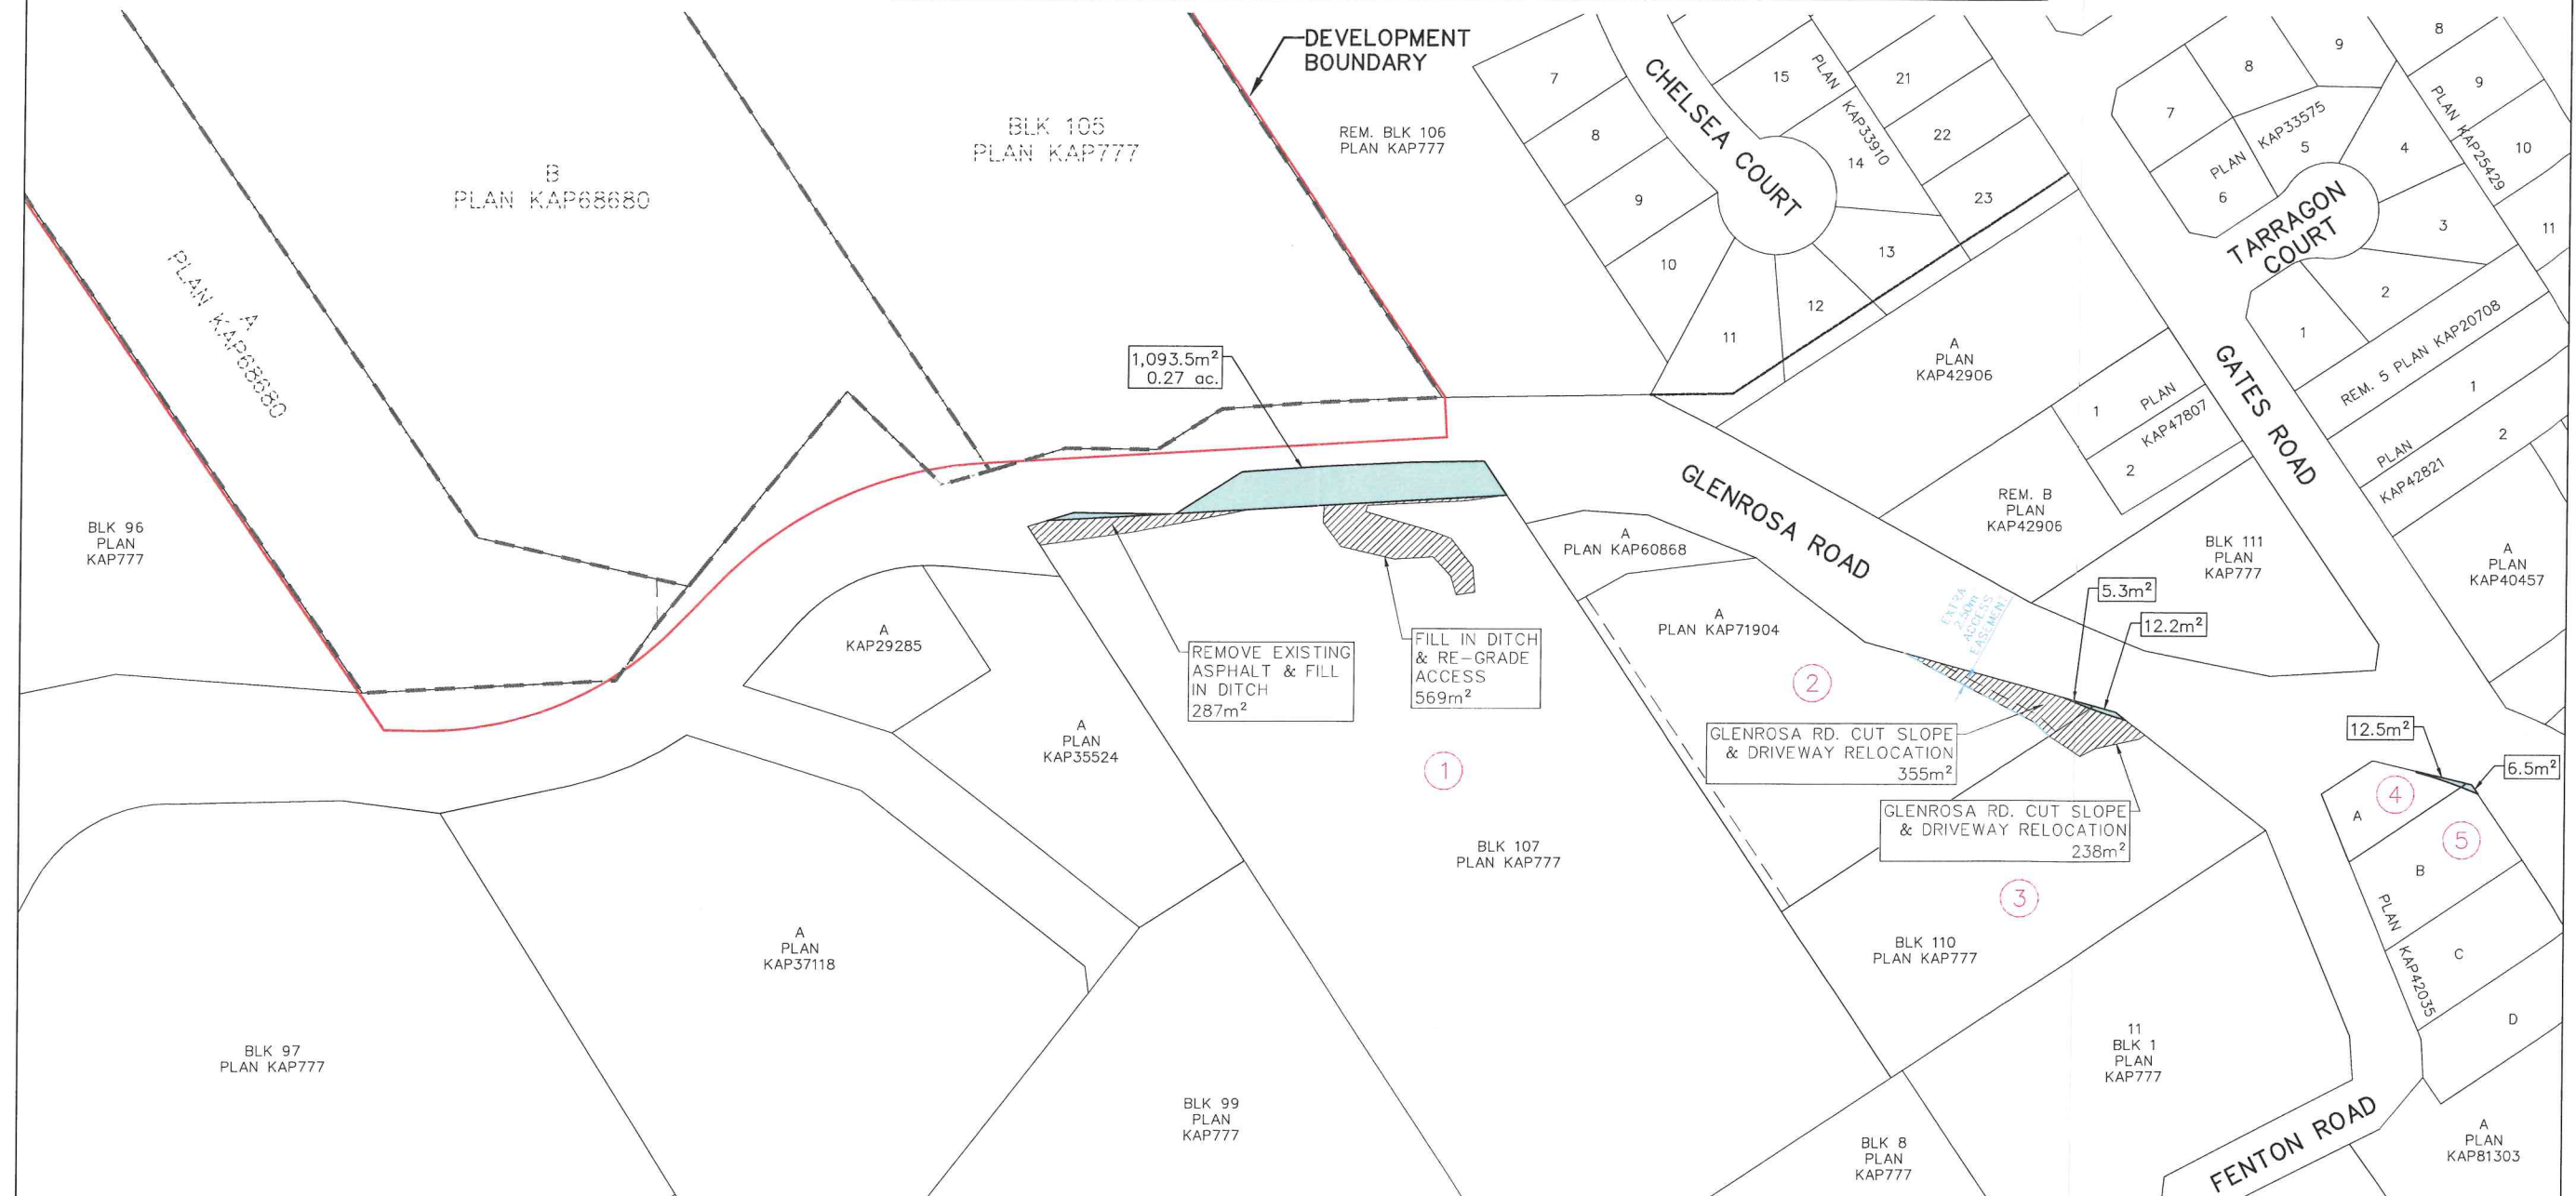 DEVELOPMENT
BOUNDARY
BLK 105
PLAN KAP777
B
PLAN KAP68680
A
PLAN KAP68680
REM. BLK 106
PLAN KAP777
7
8
9
10
11
12
13
14
15
PLAN KAP33910
21
22
23
CHELSEA COURT
7
8
9
PLAN KAP33575
6
5
4
3
2
1
TARRAGON
COURT
8
9
10
11
PLAN KAP25429
REM. 5 PLAN KAP20708
1
2
PLAN
KAP42821
GATES ROAD
A
PLAN
KAP42906
1
PLAN
KAP47807
2
REM. B
PLAN
KAP42906
BLK 111
PLAN
KAP777
A
PLAN
KAP40457
1,093.5m²
0.27 ac.
GLENROSA ROAD
BLK 96
PLAN
KAP777
A
PLAN KAP60868
A
PLAN KAP71904
EXTRA
2.50m
ACCESS
EASEMENT
5.3m²
12.2m²
A
KAP29285
REMOVE EXISTING
ASPHALT & FILL
IN DITCH
287m²
FILL IN DITCH
& RE-GRADE
ACCESS
569m²
2
GLENROSA RD. CUT SLOPE
& DRIVEWAY RELOCATION
355m²
A
PLAN
KAP35524
1
GLENROSA RD. CUT SLOPE
& DRIVEWAY RELOCATION
238m²
12.5m²
6.5m²
4
A
5
B
C
D
PLAN KAP42035
BLK 107
PLAN KAP777
3
BLK 110
PLAN KAP777
A
PLAN
KAP37118
BLK 97
PLAN KAP777
BLK 99
PLAN
KAP777
11
BLK 1
PLAN
KAP777
BLK 8
PLAN
KAP777
FENTON ROAD
A
PLAN
KAP81303